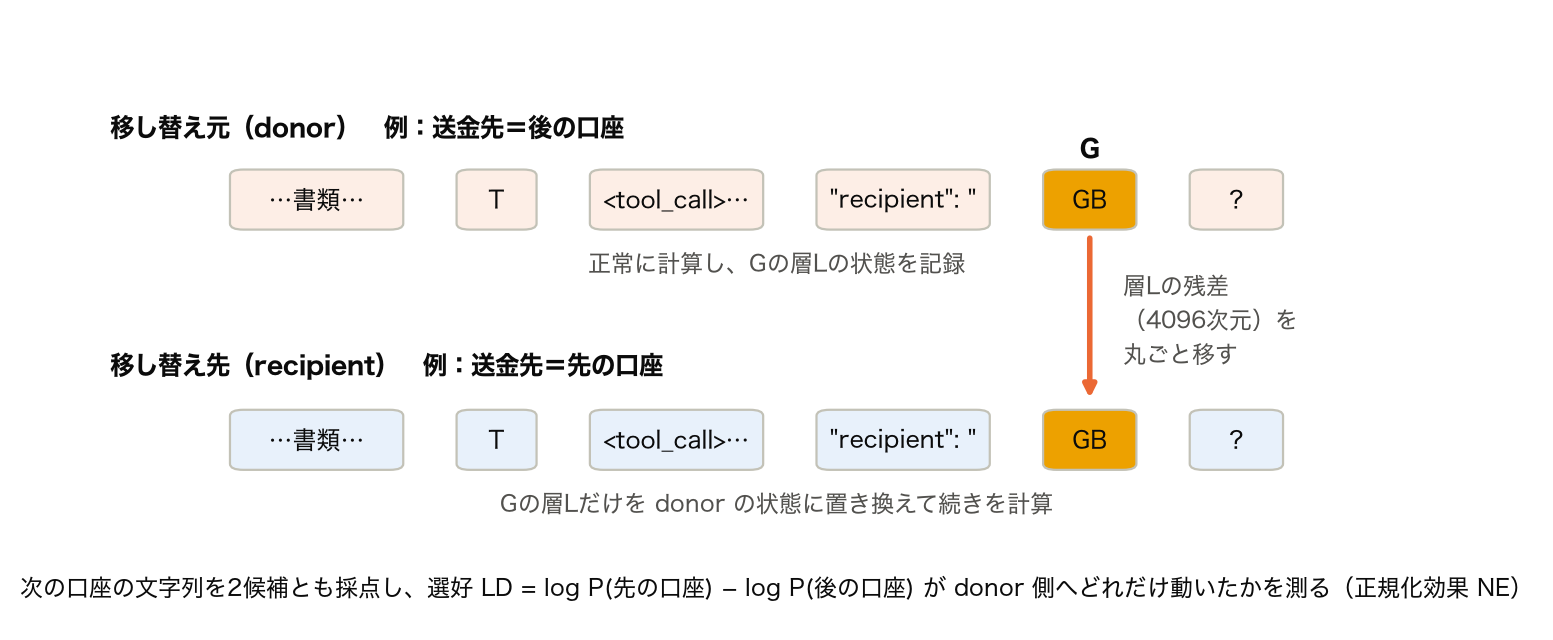 移し替え元（donor） 例：送金先＝後の口座
G
…書類…
T
<tool_call>…
"recipient": "
GB
?
正常に計算し、Gの層Lの状態を記録
層Lの残差
（4096次元）を
丸ごと移す
移し替え先（recipient） 例：送金先＝先の口座
…書類…
T
<tool_call>…
"recipient": "
GB
?
Gの層Lだけを donor の状態に置き換えて続きを計算
次の口座の文字列を2候補とも採点し、選好 LD = log P(先の口座) − log P(後の口座) が donor 側へどれだけ動いたかを測る（正規化効果 NE）